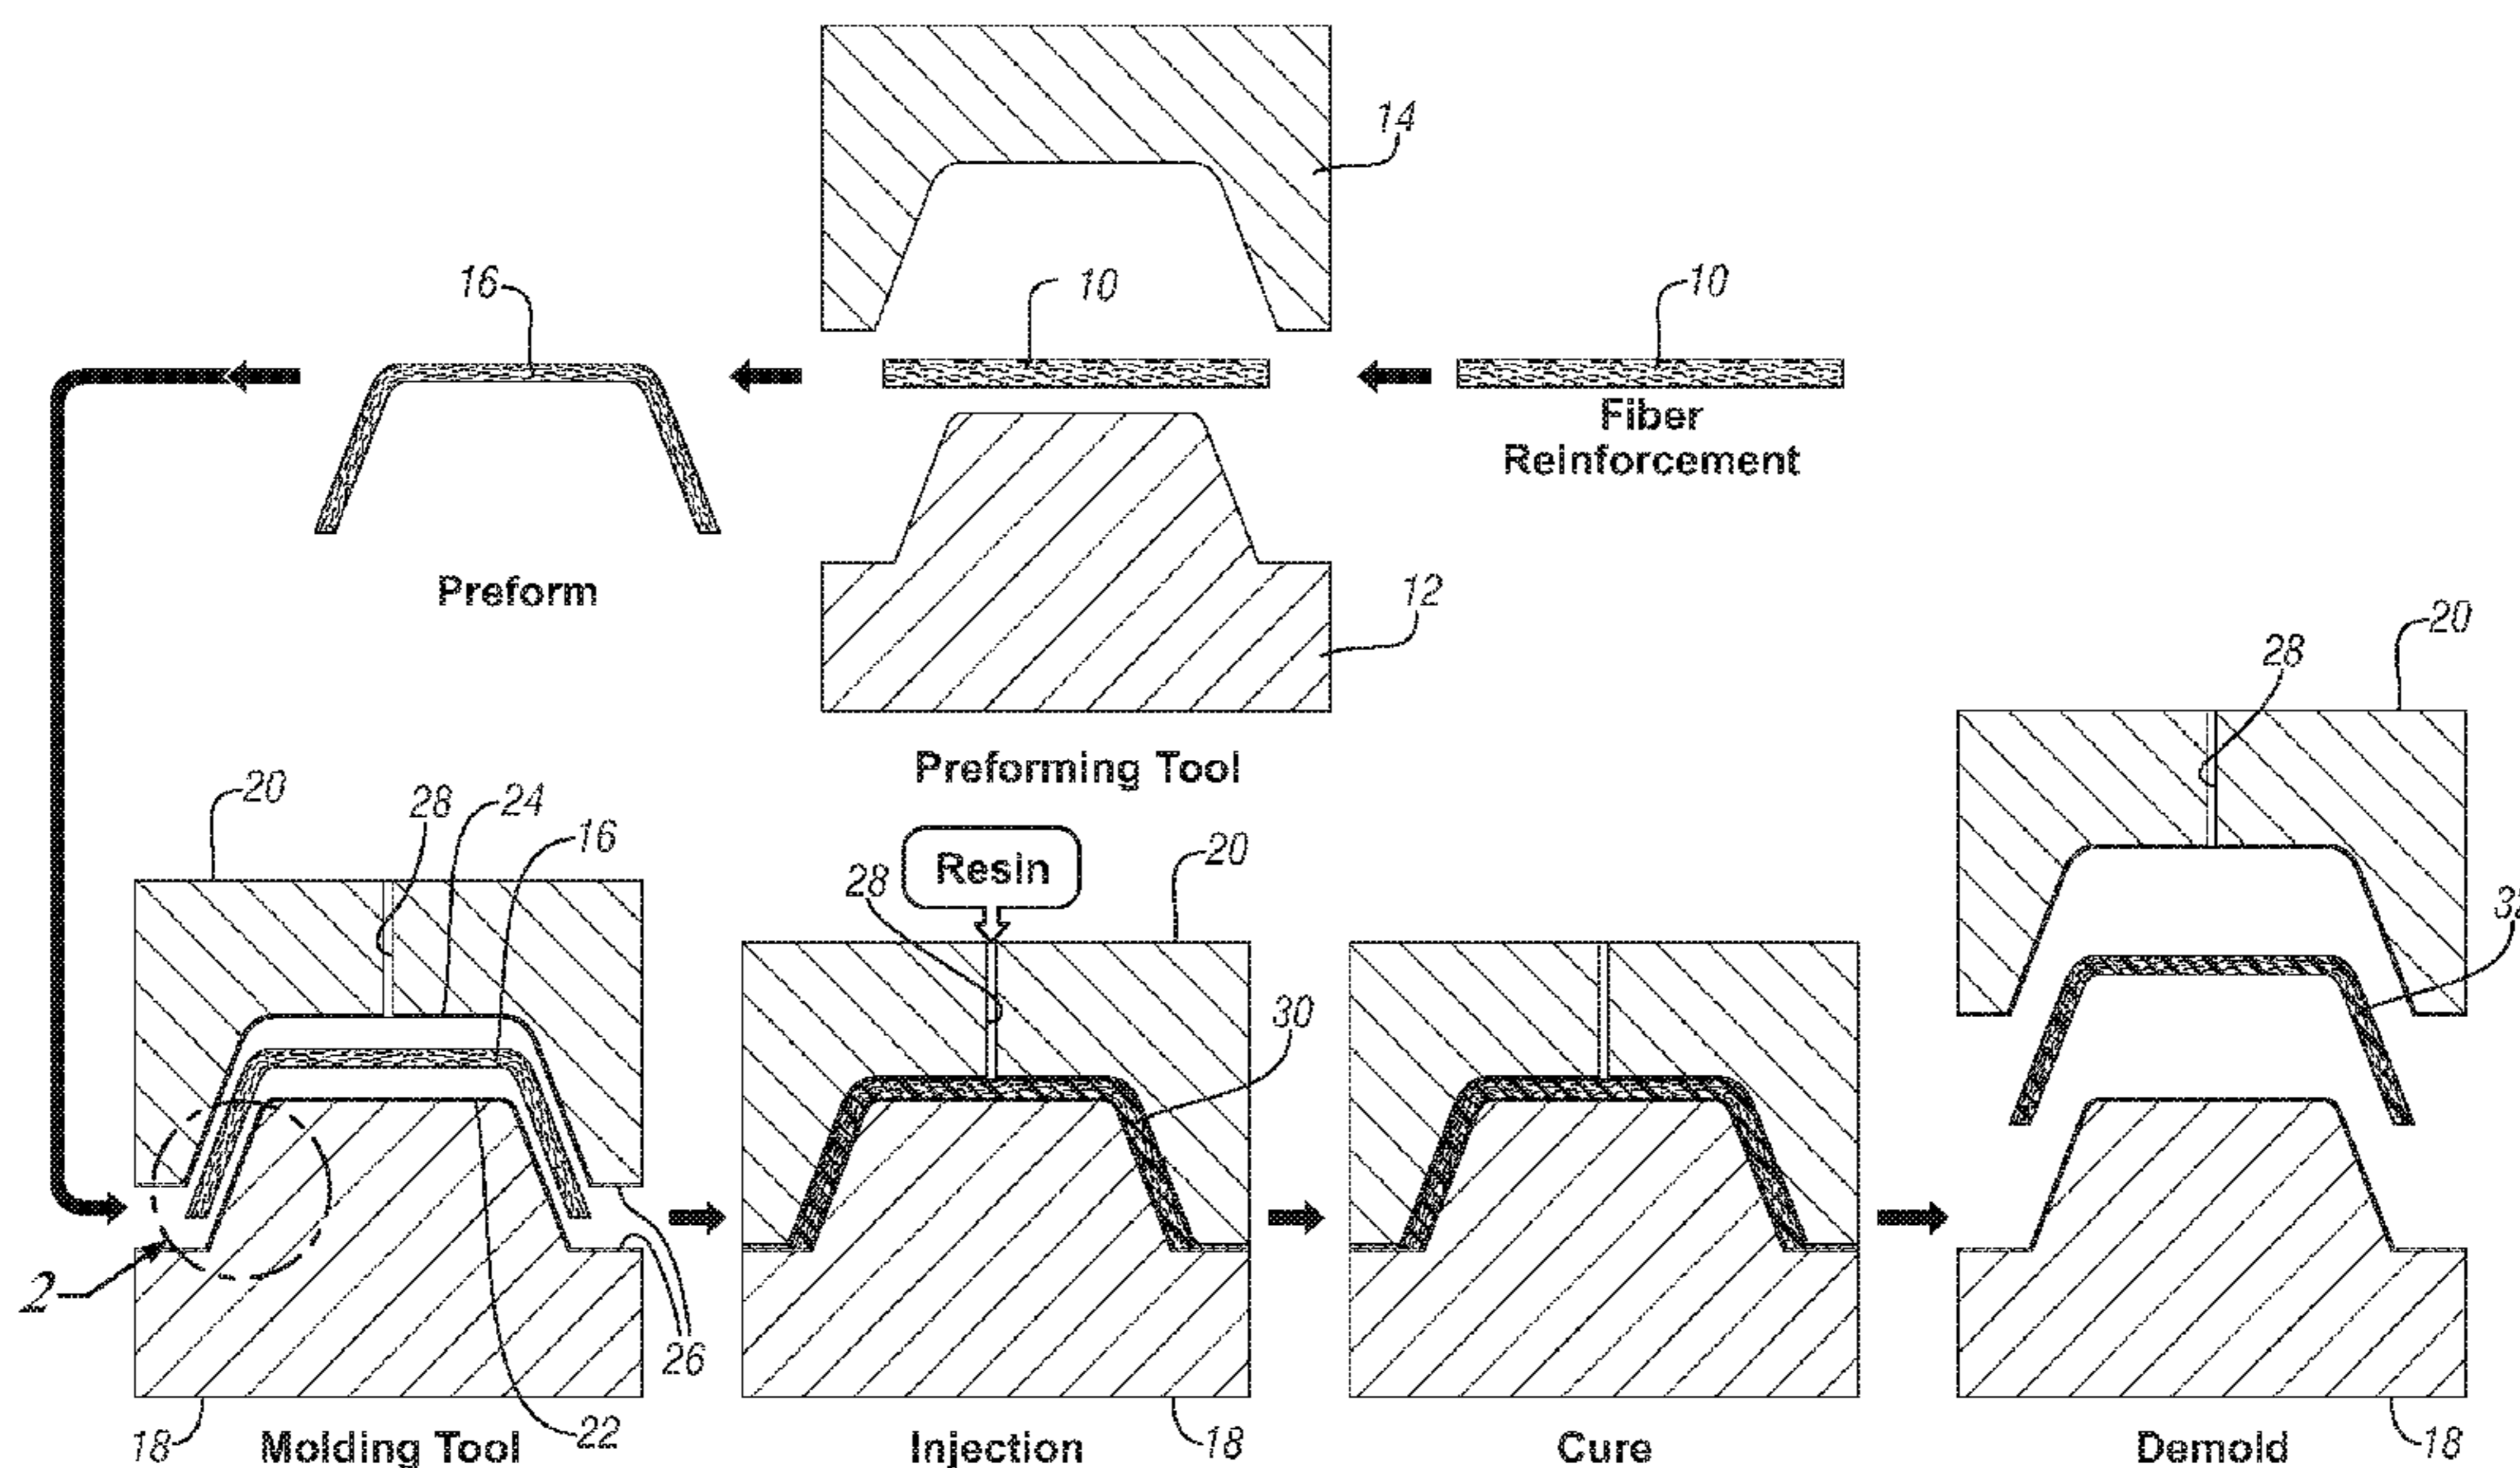 14
16
10
10
Fiber
Reinforcement
Preform
12
Preforming Tool
20
28
20
28
24
16
Resin
28
20
30
2
26
18
Molding Tool
22
Injection
18
Cure
Demold
18